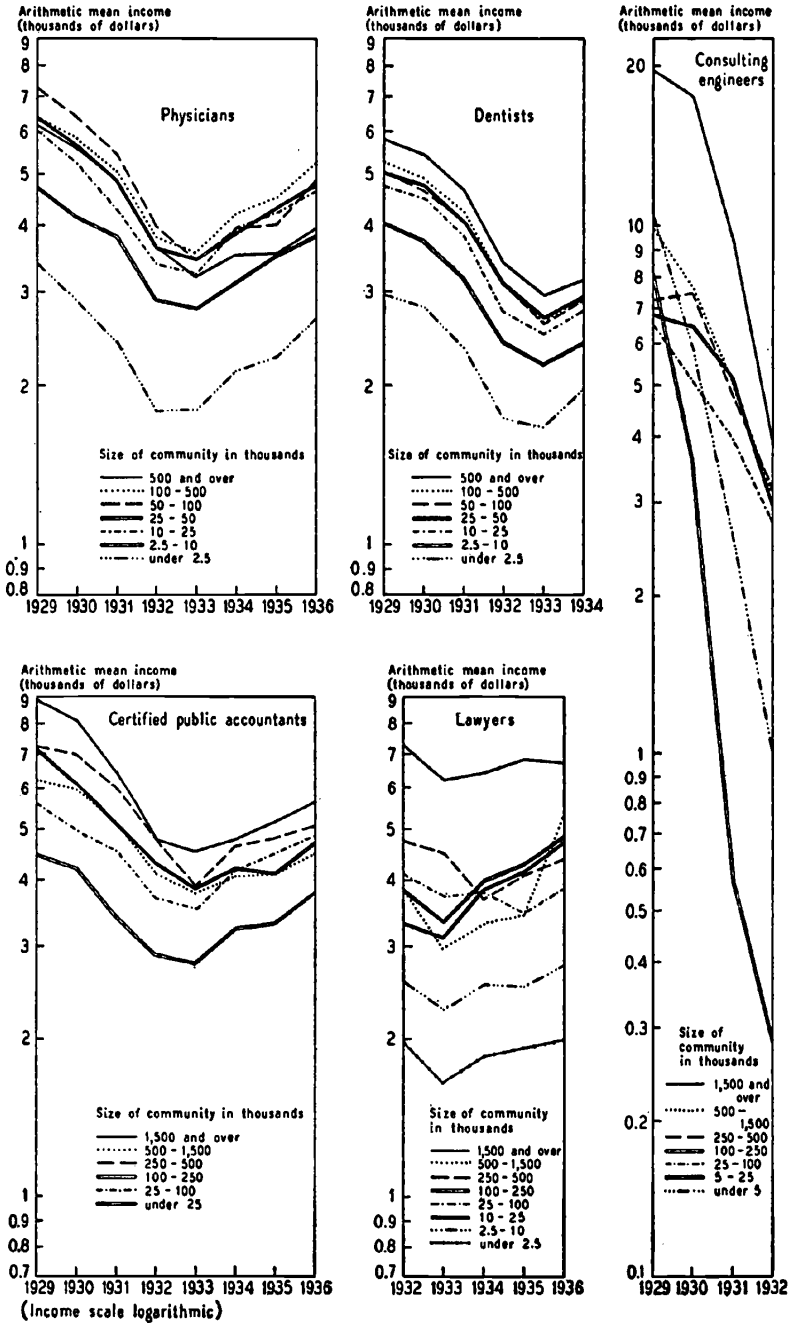 Arithmetic mean income
(thousands of dollars)
Physicians
9
8
7
6
5
4
3
2
1
0.9
0.8
1929 1930 1931 1932 1933 1934 1935 1936
Size of community in thousands
500 and over
100 - 500
50 - 100
25 - 50
10 - 25
2.5 - 10
under 2.5
Arithmetic mean income
(thousands of dollars)
Dentists
9
8
7
6
5
4
3
2
1
0.9
0.8
1929 1930 1931 1932 1933 1934
Size of community in thousands
500 and over
100 - 500
50 - 100
25 - 50
10 - 25
2.5 - 10
under 2.5
Arithmetic mean income
(thousands of dollars)
Consulting
engineers
20
10
9
8
7
6
5
4
3
2
1
0.9
0.8
0.7
0.6
0.5
0.4
0.3
0.2
0.1
1929 1930 1931 1932
Size of
community
in thousands
1,500 and
over
500 -
1,500
250 - 500
100 - 250
25 - 100
5 - 25
under 5
Arithmetic mean income
(thousands of dollars)
Certified public accountants
9
8
7
6
5
4
3
2
1
0.9
0.8
0.7
1929 1930 1931 1932 1933 1934 1935 1936
Size of community in thousands
1,500 and over
500 - 1,500
250 - 500
100 - 250
25 - 100
under 25
(Income scale logarithmic)
Arithmetic mean income
(thousands of dollars)
Lawyers
9
8
7
6
5
4
3
2
1
0.9
0.8
0.7
1932 1933 1934 1935 1936
Size of community
in thousands
1,500 and over
500 - 1,500
250 - 500
100 - 250
25 - 100
10 - 25
2.5 - 10
under 2.5